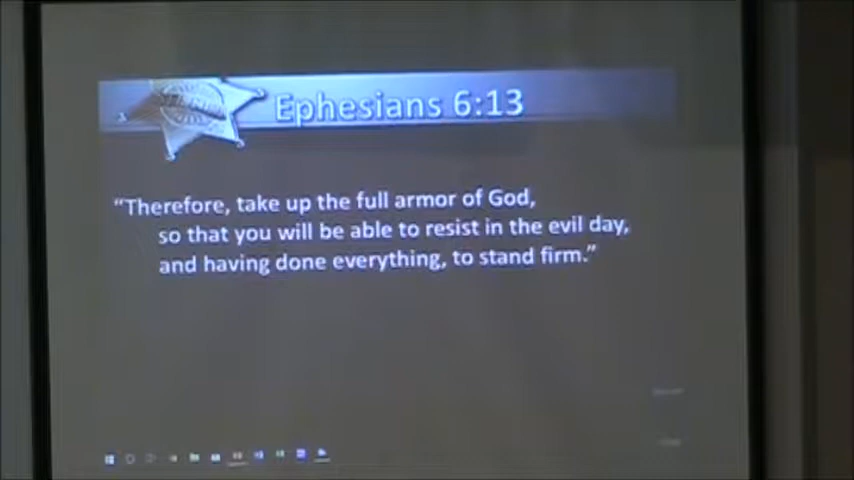 Ephesians 6:13
“Therefore, take up the full armor of God,
so that you will be able to resist in the evil day,
and having done everything, to stand firm.”